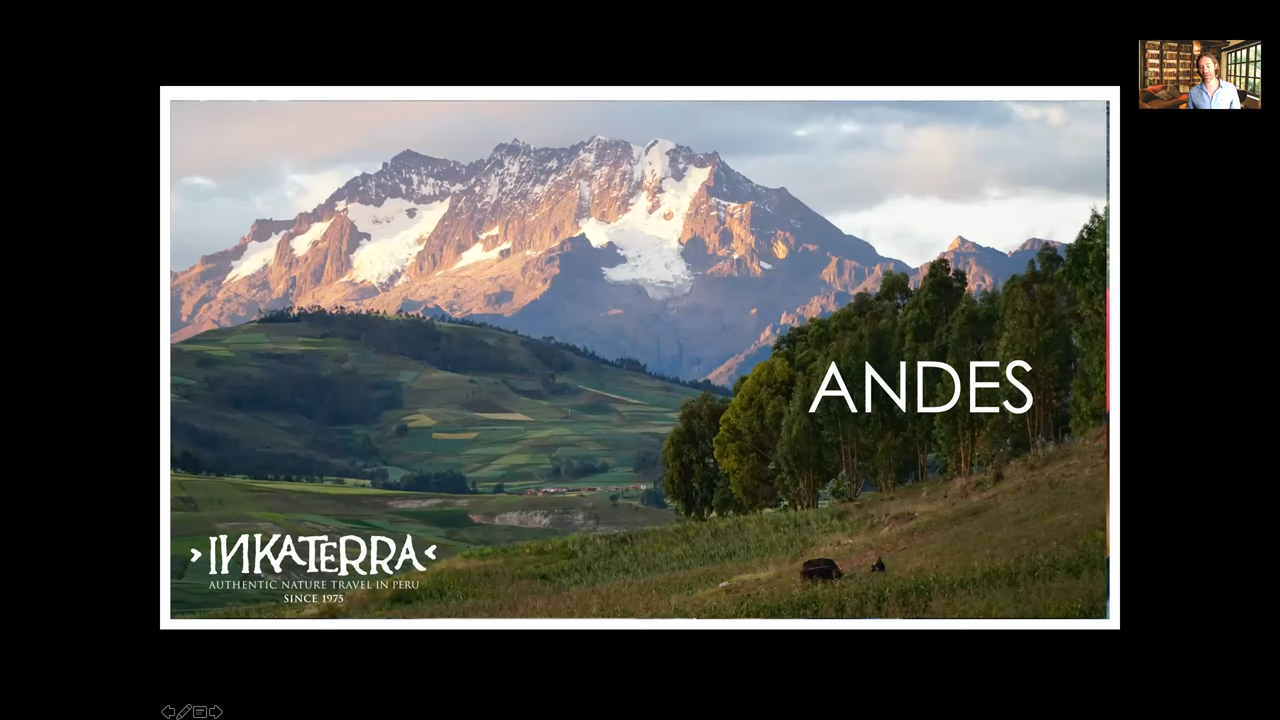 ANDES
INKATERRA
AUTHENTIC NATURE TRAVEL IN PERU
SINCE 1975